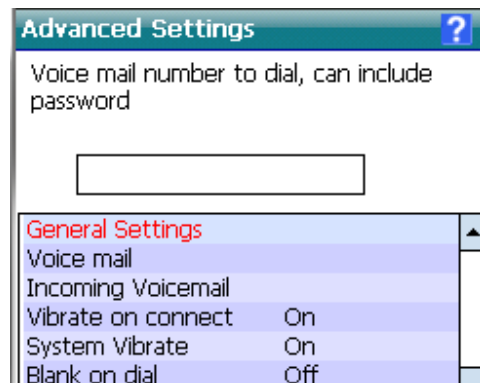 Advanced Settings ?
Voice mail number to dial, can include
password
General Settings
Voice mail
Incoming Voicemail
Vibrate on connect On
System Vibrate On
Blank on dial Off